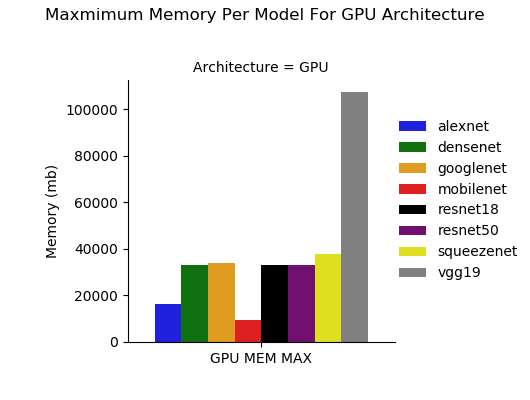 Maxmimum Memory Per Model For GPU Architecture
Architecture = GPU
Memory (mb)
100000
80000
60000
40000
20000
0
GPU MEM MAX
alexnet
densenet
googlenet
mobilenet
resnet18
resnet50
squeezenet
vgg19